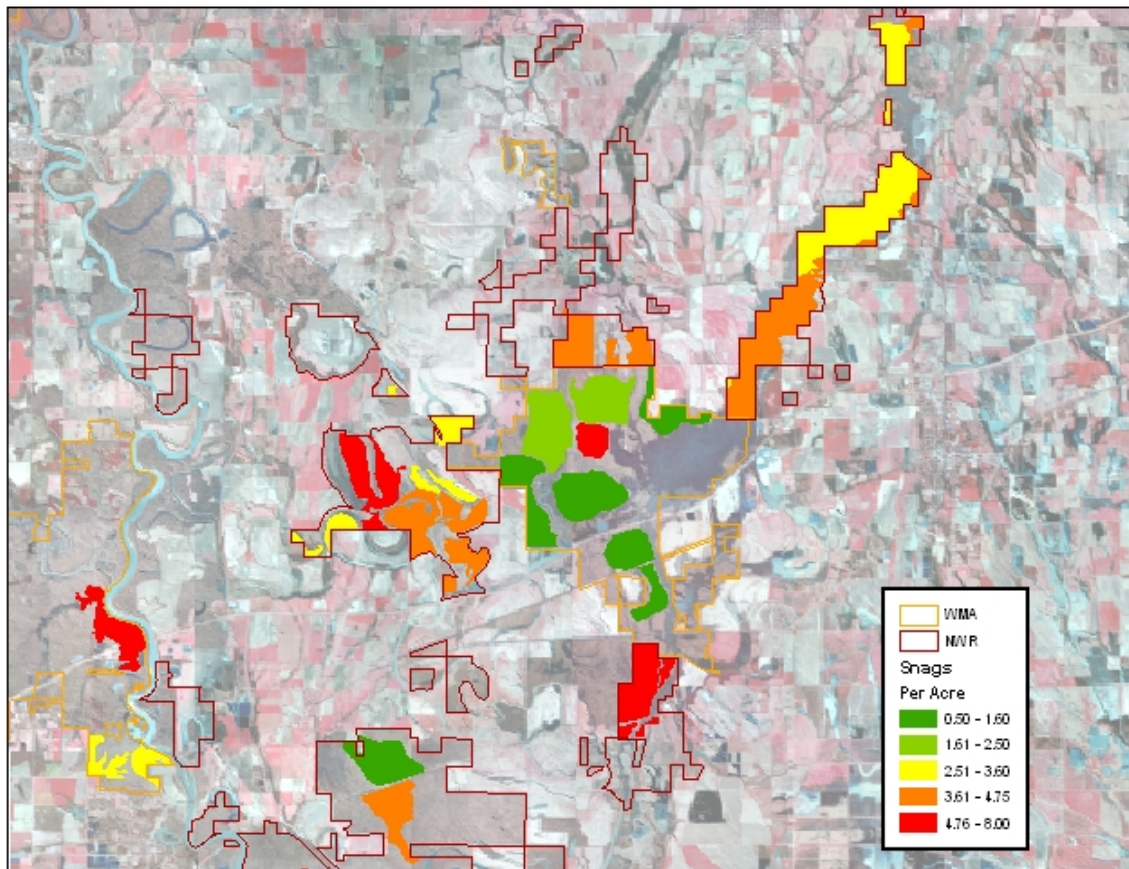 WMA
NWR
Snags
Per Acre
0.50 - 1.60
1.61 - 2.50
2.51 - 3.60
3.61 - 4.75
4.76 - 8.00